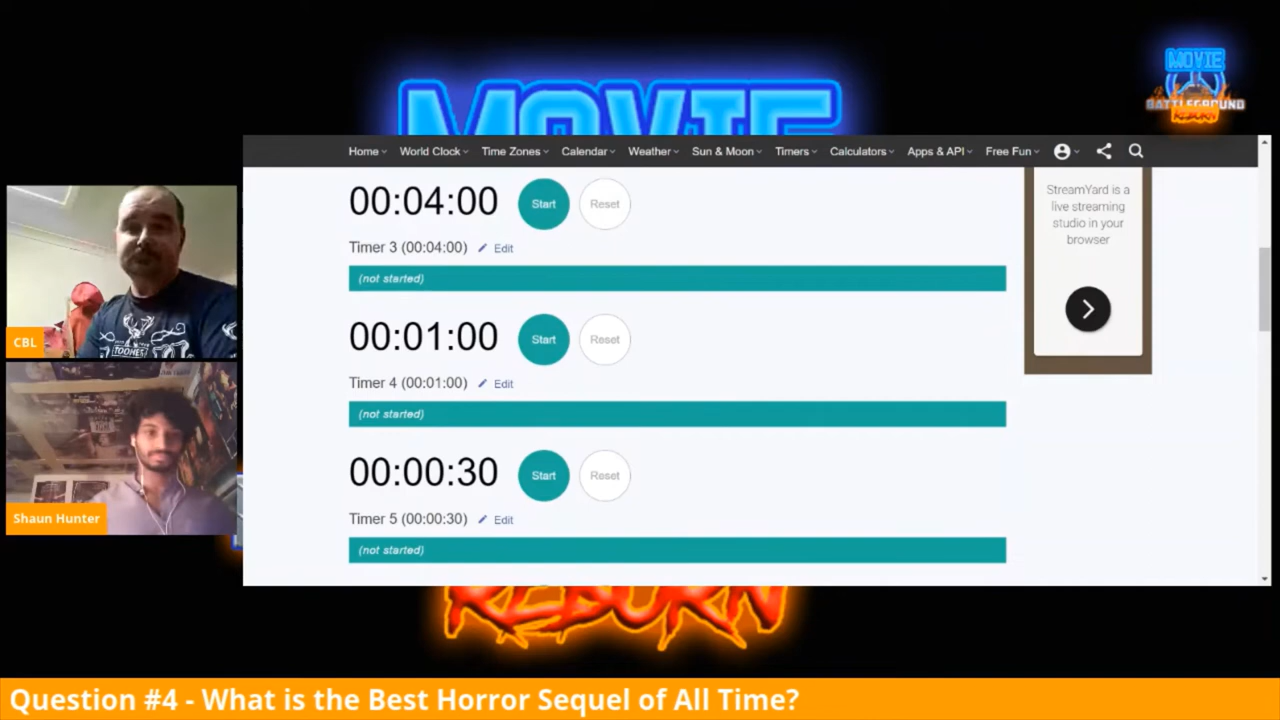 MOVIE
MOVIE
BATTLEGROUND
REBORN
Home World Clock Time Zones Calendar Weather Sun & Moon Timers Calculators Apps & API Free Fun
00:04:00 Start Reset
Timer 3 (00:04:00) Edit
(not started)
StreamYard is a
live streaming
studio in your
browser
00:01:00 Start Reset
Timer 4 (00:01:00) Edit
(not started)
00:00:30 Start Reset
Timer 5 (00:00:30) Edit
(not started)
CBL
Shaun Hunter
REBORN
Question #4 - What is the Best Horror Sequel of All Time?